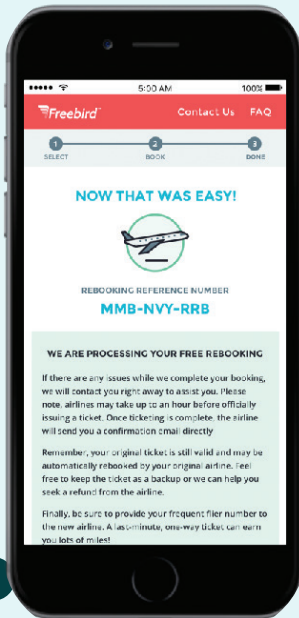 5:00 AM
100%
Freebird
Contact Us FAQ
1 2 3
SELECT BOOK DONE
NOW THAT WAS EASY!
REBOOKING REFERENCE NUMBER
MMB-NVY-RRB
WE ARE PROCESSING YOUR FREE REBOOKING
If there are any issues while we complete your booking,
we will contact you right away to assist you. Please
note, airlines may take up to an hour before officially
issuing a ticket. Once ticketing is complete, the airline
will send you a confirmation email directly
Remember, your original ticket is still valid and may be
automatically rebooked by your original airline. Feel
free to keep the ticket as a backup or we can help you
seek a refund from the airline.
Finally, be sure to provide your frequent flier number to
the new airline. A last-minute, one-way ticket can earn
you lots of miles!